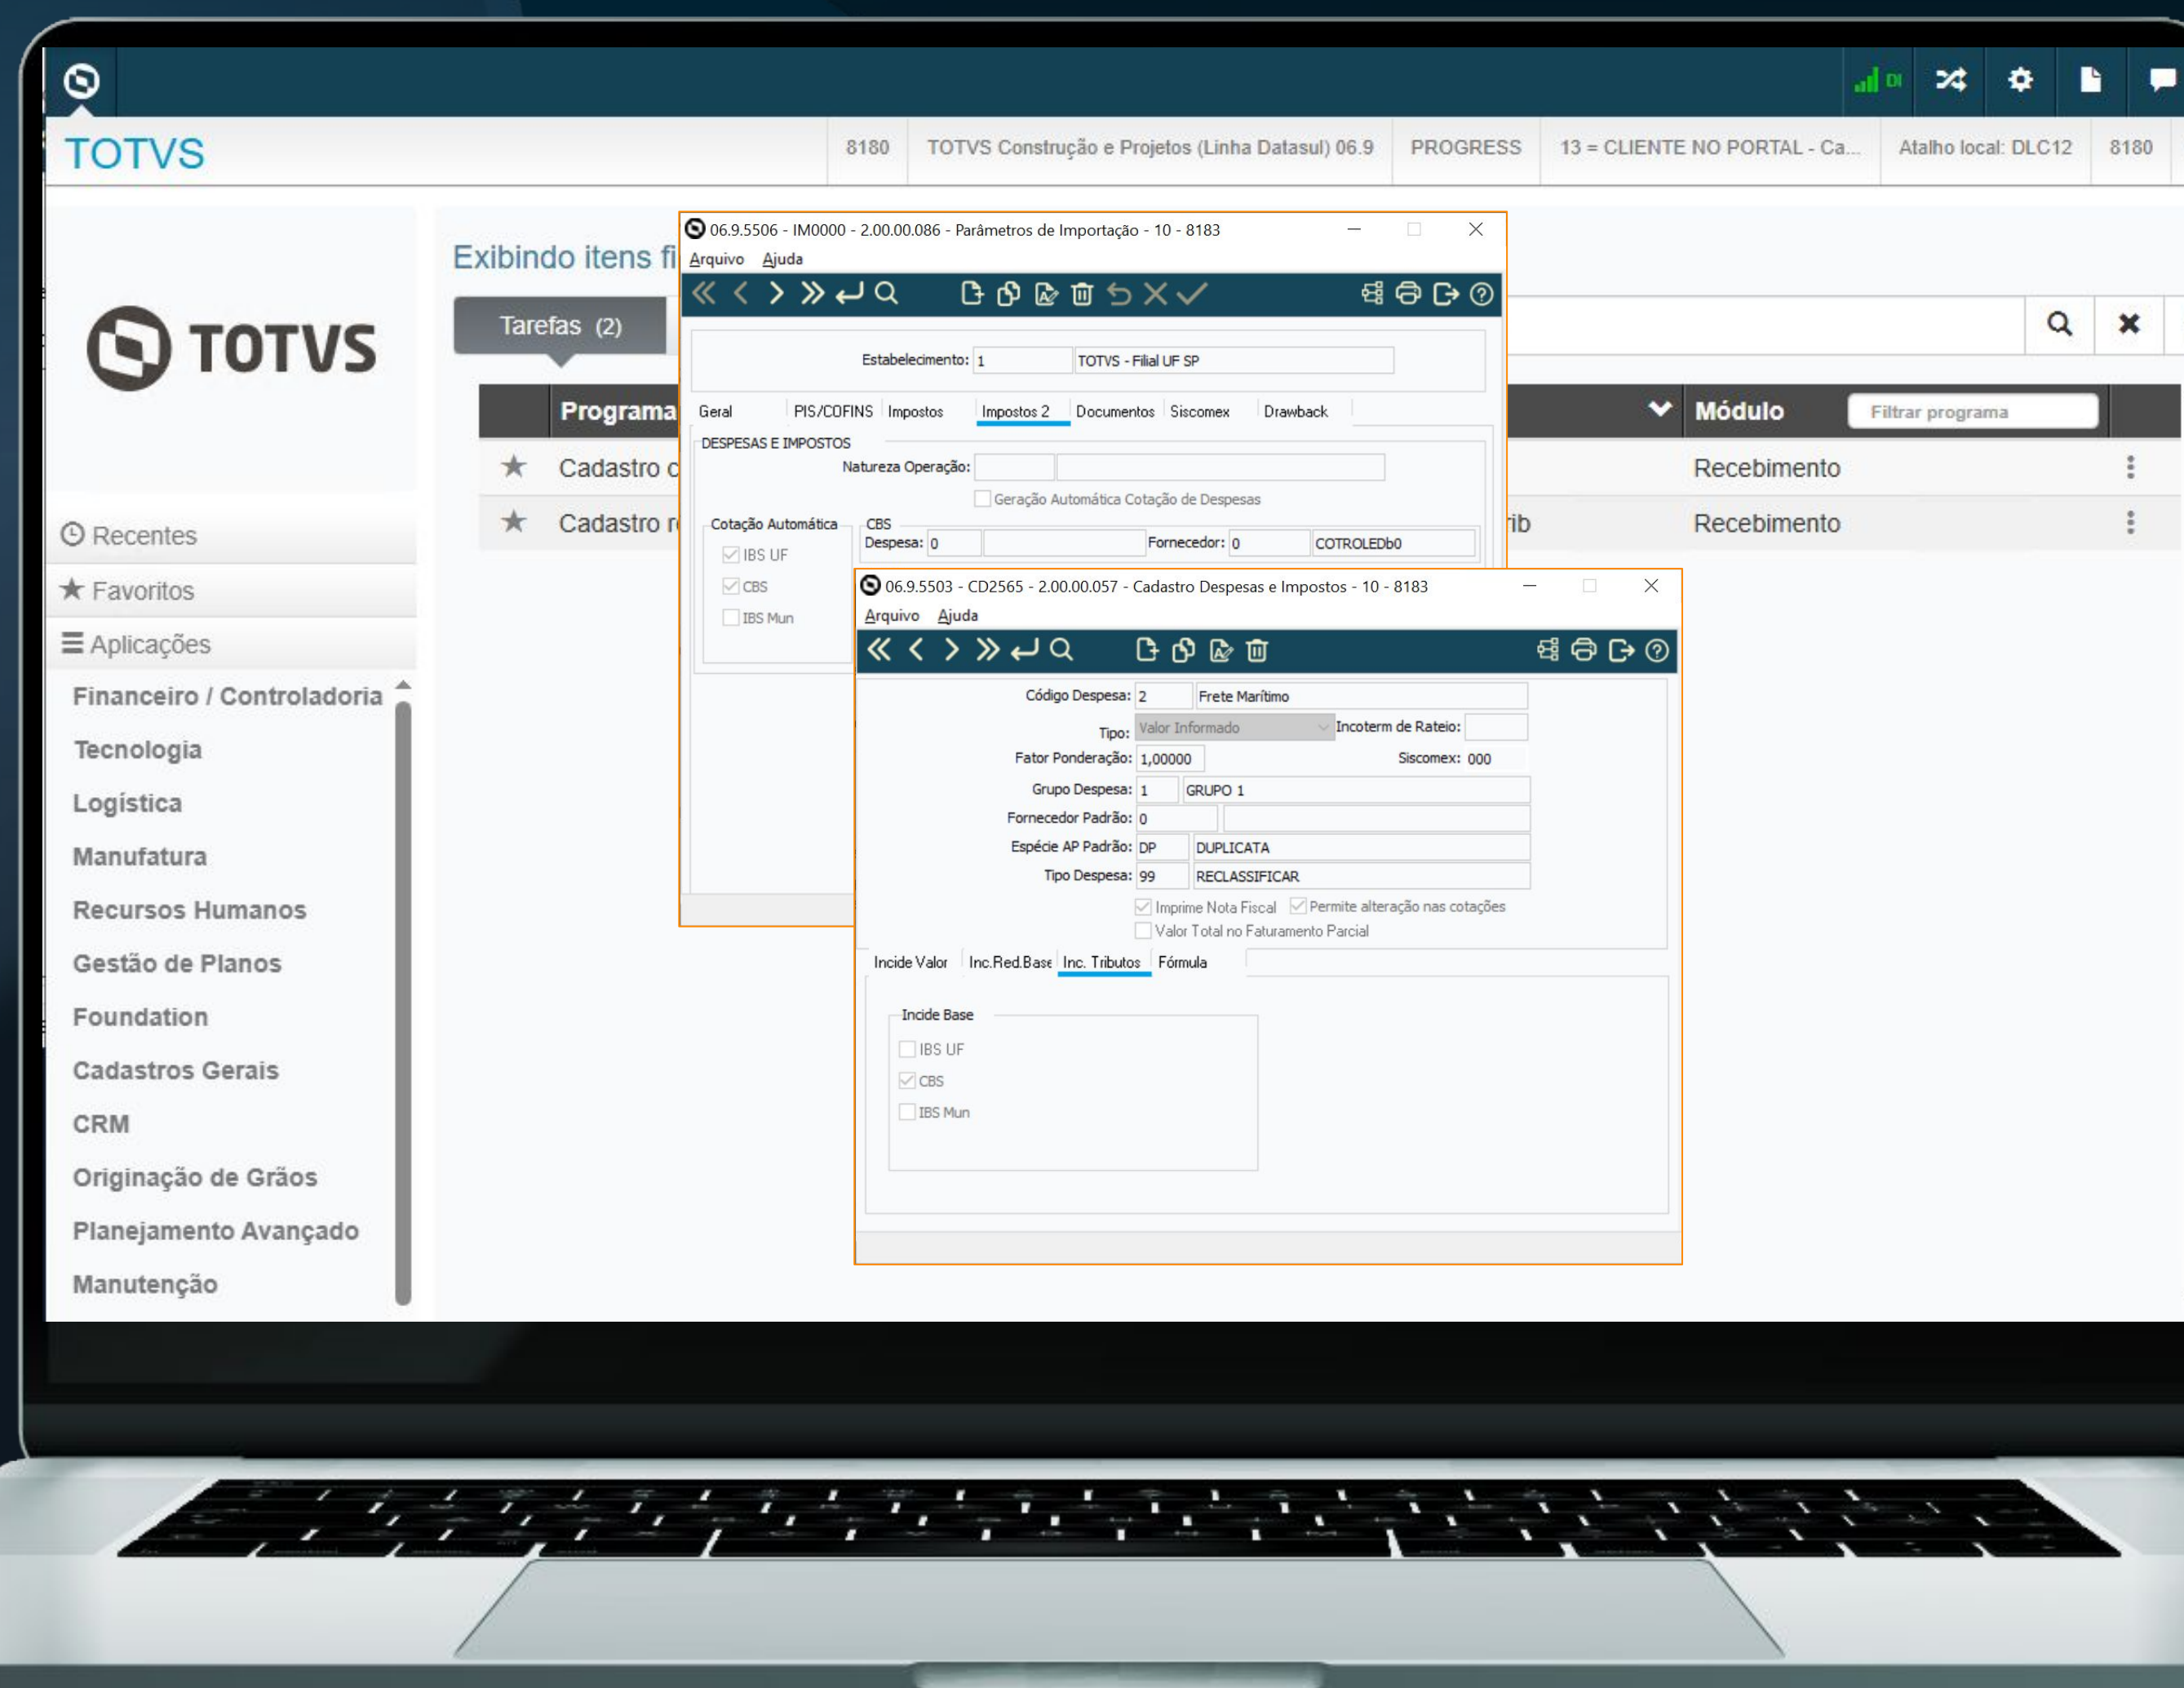 DI
TOTVS
8180
TOTVS Construção e Projetos (Linha Datasul) 06.9
PROGRESS
13 = CLIENTE NO PORTAL - Ca...
Atalho local: DLC12
8180
TOTVS
Recentes
Favoritos
Aplicações
Financeiro / Controladoria
Tecnologia
Logística
Manufatura
Recursos Humanos
Gestão de Planos
Foundation
Cadastros Gerais
CRM
Originação de Grãos
Planejamento Avançado
Manutenção
Exibindo itens fi
Tarefas (2)
Programa
Módulo
Filtrar programa
Cadastro c
Recebimento
Cadastro r
rib
Recebimento
06.9.5506 - IM0000 - 2.00.00.086 - Parâmetros de Importação - 10 - 8183
Arquivo Ajuda
Estabelecimento: 1 TOTVS - Filial UF SP
Geral PIS/COFINS Impostos Impostos 2 Documentos Siscomex Drawback
DESPESAS E IMPOSTOS
Natureza Operação:
Geração Automática Cotação de Despesas
Cotação Automática
IBS UF
CBS
IBS Mun
CBS
Despesa: 0 Fornecedor: 0 COTROLEDb0
06.9.5503 - CD2565 - 2.00.00.057 - Cadastro Despesas e Impostos - 10 - 8183
Arquivo Ajuda
Código Despesa: 2 Frete Marítimo
Tipo: Valor Informado Incoterm de Rateio:
Fator Ponderação: 1,00000 Siscomex: 000
Grupo Despesa: 1 GRUPO 1
Fornecedor Padrão: 0
Espécie AP Padrão: DP DUPLICATA
Tipo Despesa: 99 RECLASSIFICAR
Imprime Nota Fiscal Permite alteração nas cotações
Valor Total no Faturamento Parcial
Incide Valor Inc.Red.Base Inc. Tributos Fórmula
Incide Base
IBS UF
CBS
IBS Mun